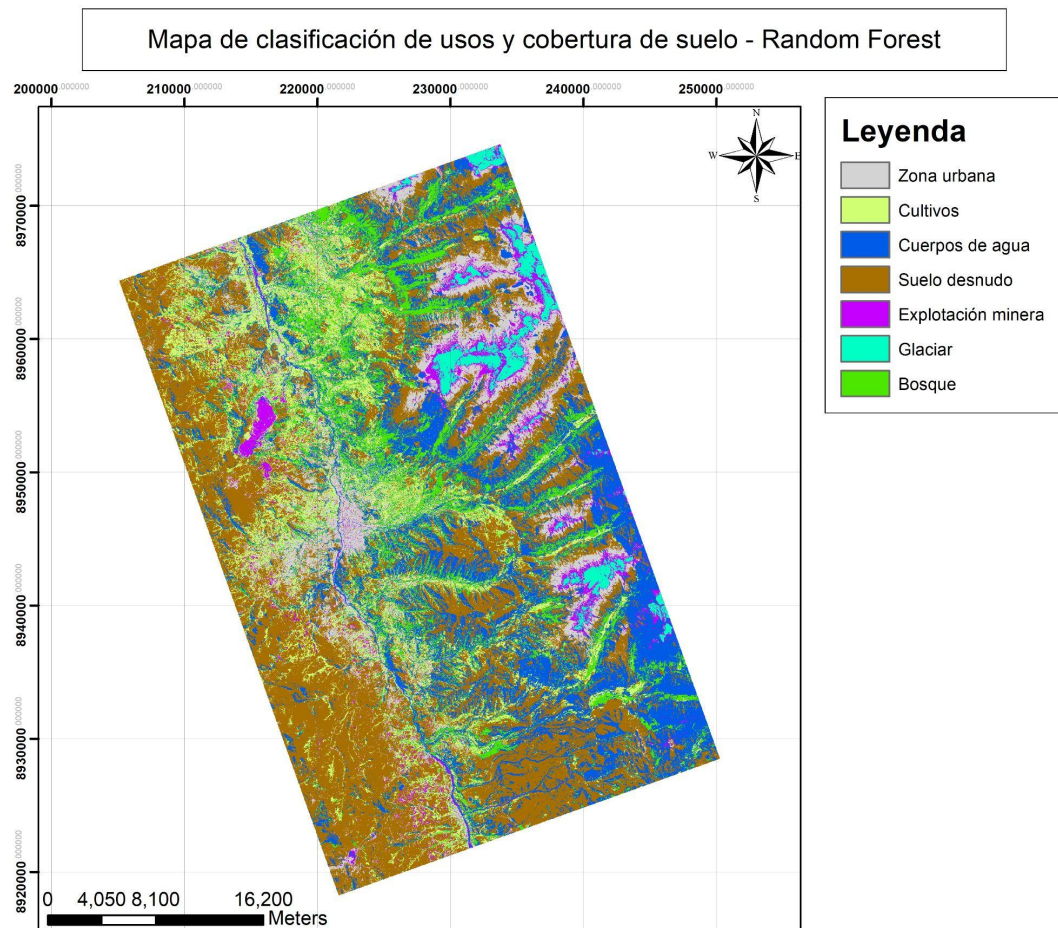 Mapa de clasificación de usos y cobertura de suelo - Random Forest
200000.000000 210000.000000 220000.000000 230000.000000 240000.000000 250000.000000
8970000.000000
8960000.000000
8950000.000000
8940000.000000
8930000.000000
8920000.000000
N
W E
S
Leyenda
Zona urbana
Cultivos
Cuerpos de agua
Suelo desnudo
Explotación minera
Glaciar
Bosque
0 4,050 8,100 16,200
Meters